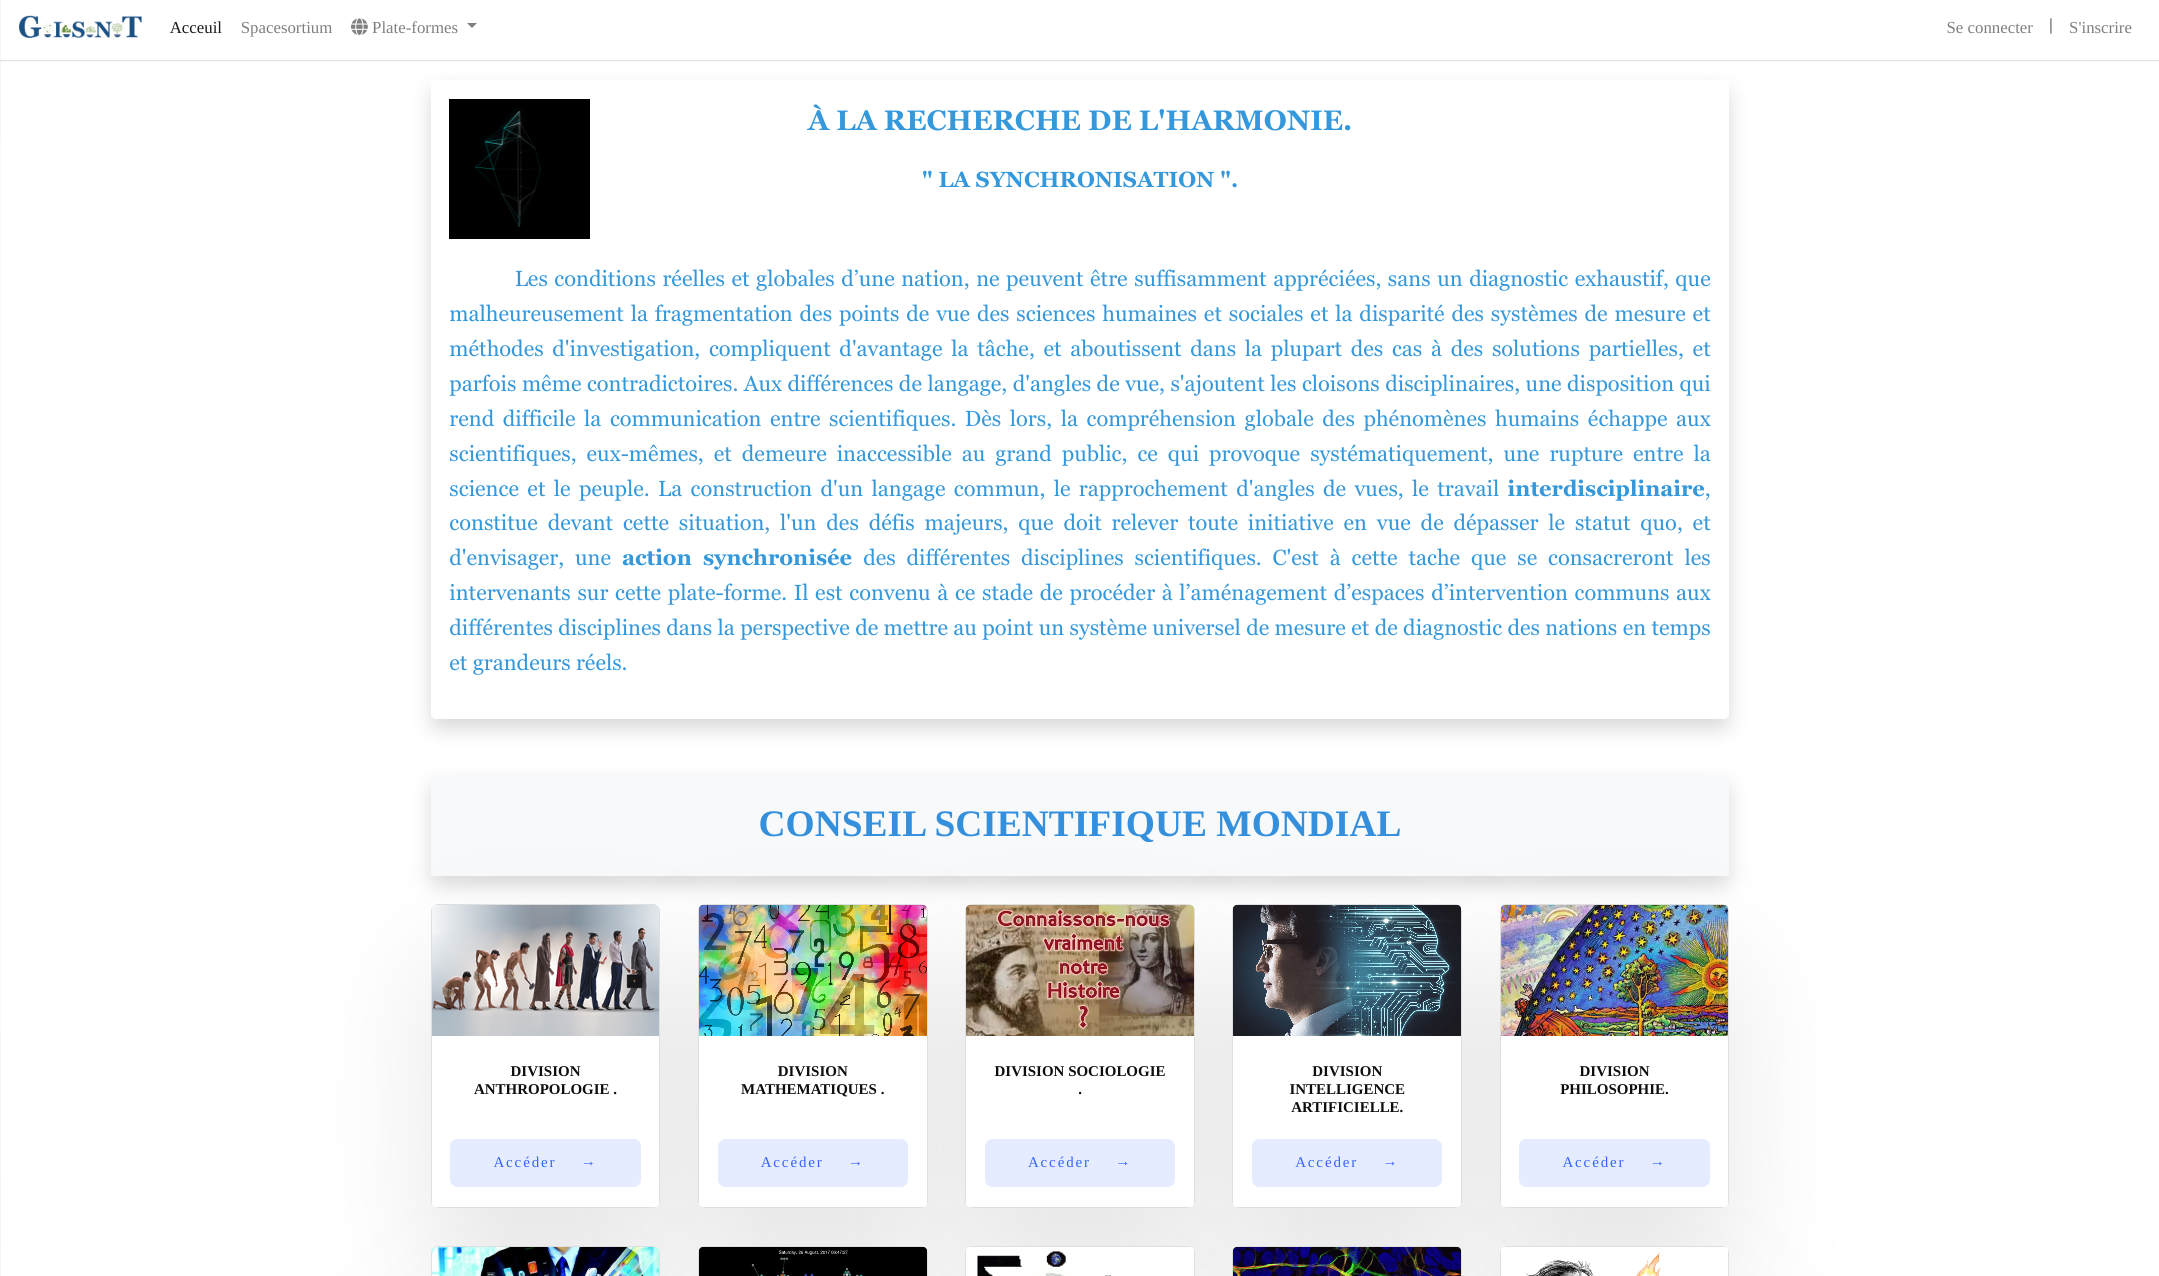 G.I.S.N.T
Acceuil
Spacesortium
Plate-formes
Se connecter
|
S'inscrire
À LA RECHERCHE DE L'HARMONIE.
" LA SYNCHRONISATION ".
Les conditions réelles et globales d’une nation, ne peuvent être suffisamment appréciées, sans un diagnostic exhaustif, que
malheureusement la fragmentation des points de vue des sciences humaines et sociales et la disparité des systèmes de mesure et
méthodes d'investigation, compliquent d'avantage la tâche, et aboutissent dans la plupart des cas à des solutions partielles, et
parfois même contradictoires. Aux différences de langage, d'angles de vue, s'ajoutent les cloisons disciplinaires, une disposition qui
rend difficile la communication entre scientifiques. Dès lors, la compréhension globale des phénomènes humains échappe aux
scientifiques, eux-mêmes, et demeure inaccessible au grand public, ce qui provoque systématiquement, une rupture entre la
science et le peuple. La construction d'un langage commun, le rapprochement d'angles de vues, le travail interdisciplinaire,
constitue devant cette situation, l'un des défis majeurs, que doit relever toute initiative en vue de dépasser le statut quo, et
d'envisager, une action synchronisée des différentes disciplines scientifiques. C'est à cette tache que se consacreront les
intervenants sur cette plate-forme. Il est convenu à ce stade de procéder à l’aménagement d’espaces d’intervention communs aux
différentes disciplines dans la perspective de mettre au point un système universel de mesure et de diagnostic des nations en temps
et grandeurs réels.
CONSEIL SCIENTIFIQUE MONDIAL
Connaissons-nous
vraiment
notre
Histoire
?
DIVISION
ANTHROPOLOGIE .
DIVISION
MATHEMATIQUES .
DIVISION SOCIOLOGIE
.
DIVISION
INTELLIGENCE
ARTIFICIELLE.
DIVISION
PHILOSOPHIE.
Accéder →
Accéder →
Accéder →
Accéder →
Accéder →